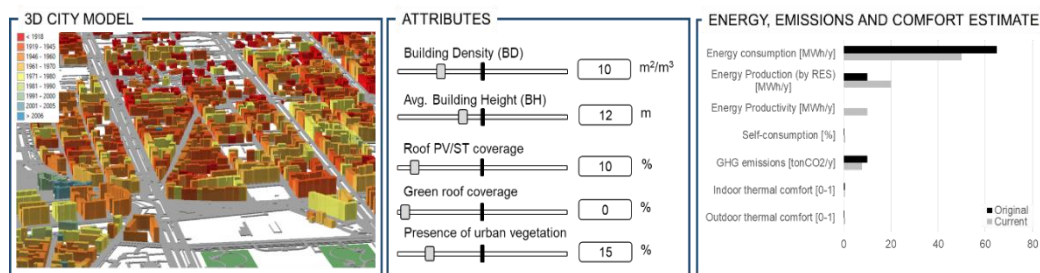 3D CITY MODEL
< 1918
1919 - 1945
1946 - 1960
1961 - 1970
1971 - 1980
1981 - 1990
1991 - 2000
2001 - 2005
> 2006
ATTRIBUTES
Building Density (BD)
10 m²/m³
Avg. Building Height (BH)
12 m
Roof PV/ST coverage
10 %
Green roof coverage
0 %
Presence of urban vegetation
15 %
ENERGY, EMISSIONS AND COMFORT ESTIMATE
Energy consumption [MWh/y]
Energy Production (by RES)
[MWh/y]
Energy Productivity [MWh/y]
Self-consumption [%]
GHG emissions [tonCO2/y]
Indoor thermal comfort [0-1]
Outdoor thermal comfort [0-1]
Original
Current
0 20 40 60 80